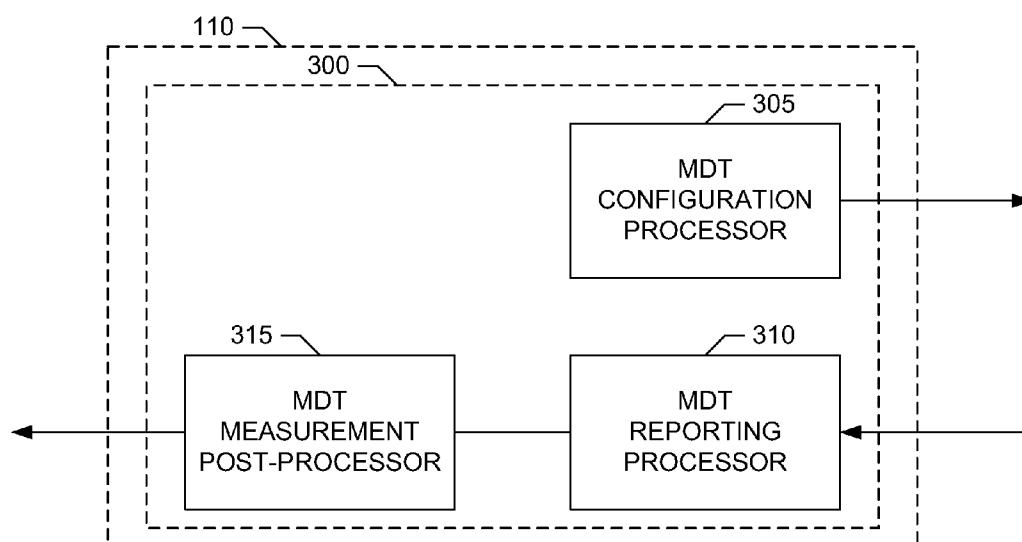 110
300
305
MDT
CONFIGURATION
PROCESSOR
315
MDT
MEASUREMENT
POST-PROCESSOR
310
MDT
REPORTING
PROCESSOR